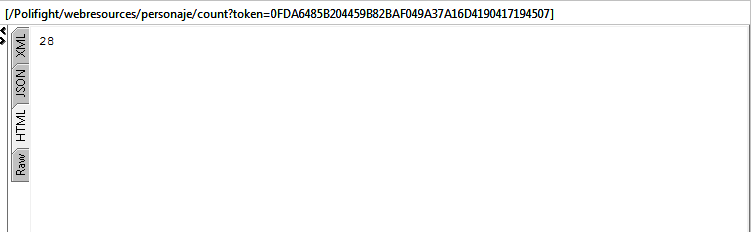 [/Polifight/webresources/personaje/count?token=0FDA6485B204459B82BAF049A37A16D4190417194507]
28
XML
JSON
HTML
Raw